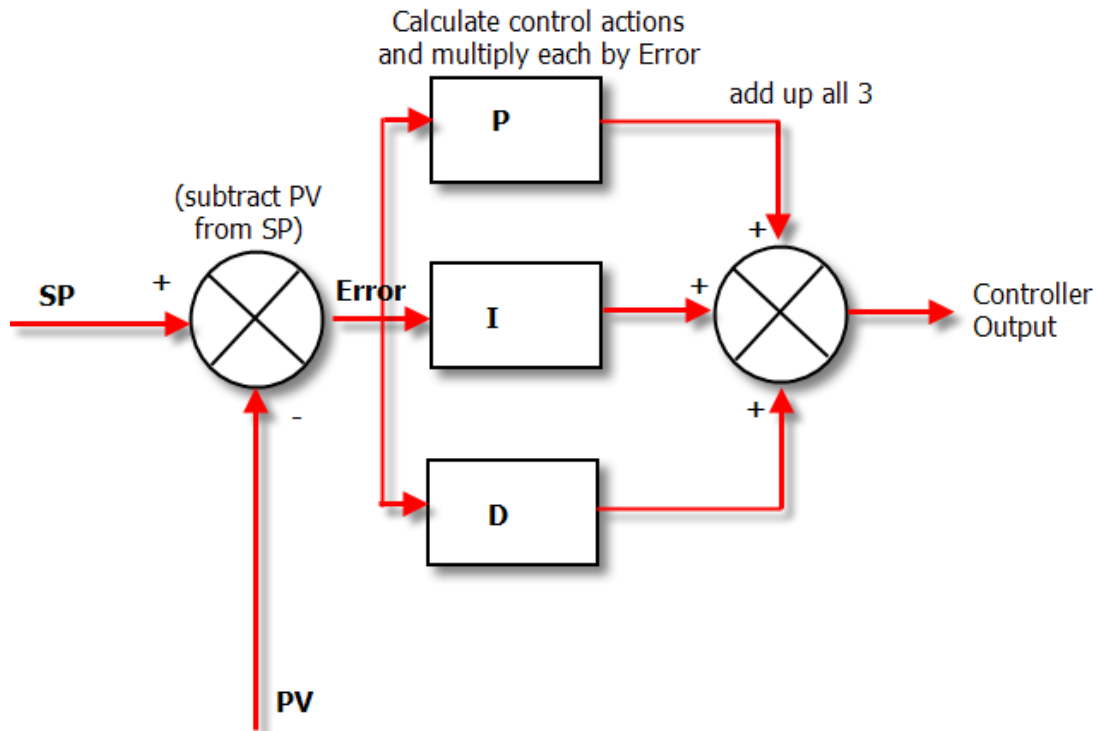 Calculate control actions
and multiply each by Error
P
add up all 3
(subtract PV
from SP)
+
+
SP
Error
+
I
Controller
Output
-
+
D
PV